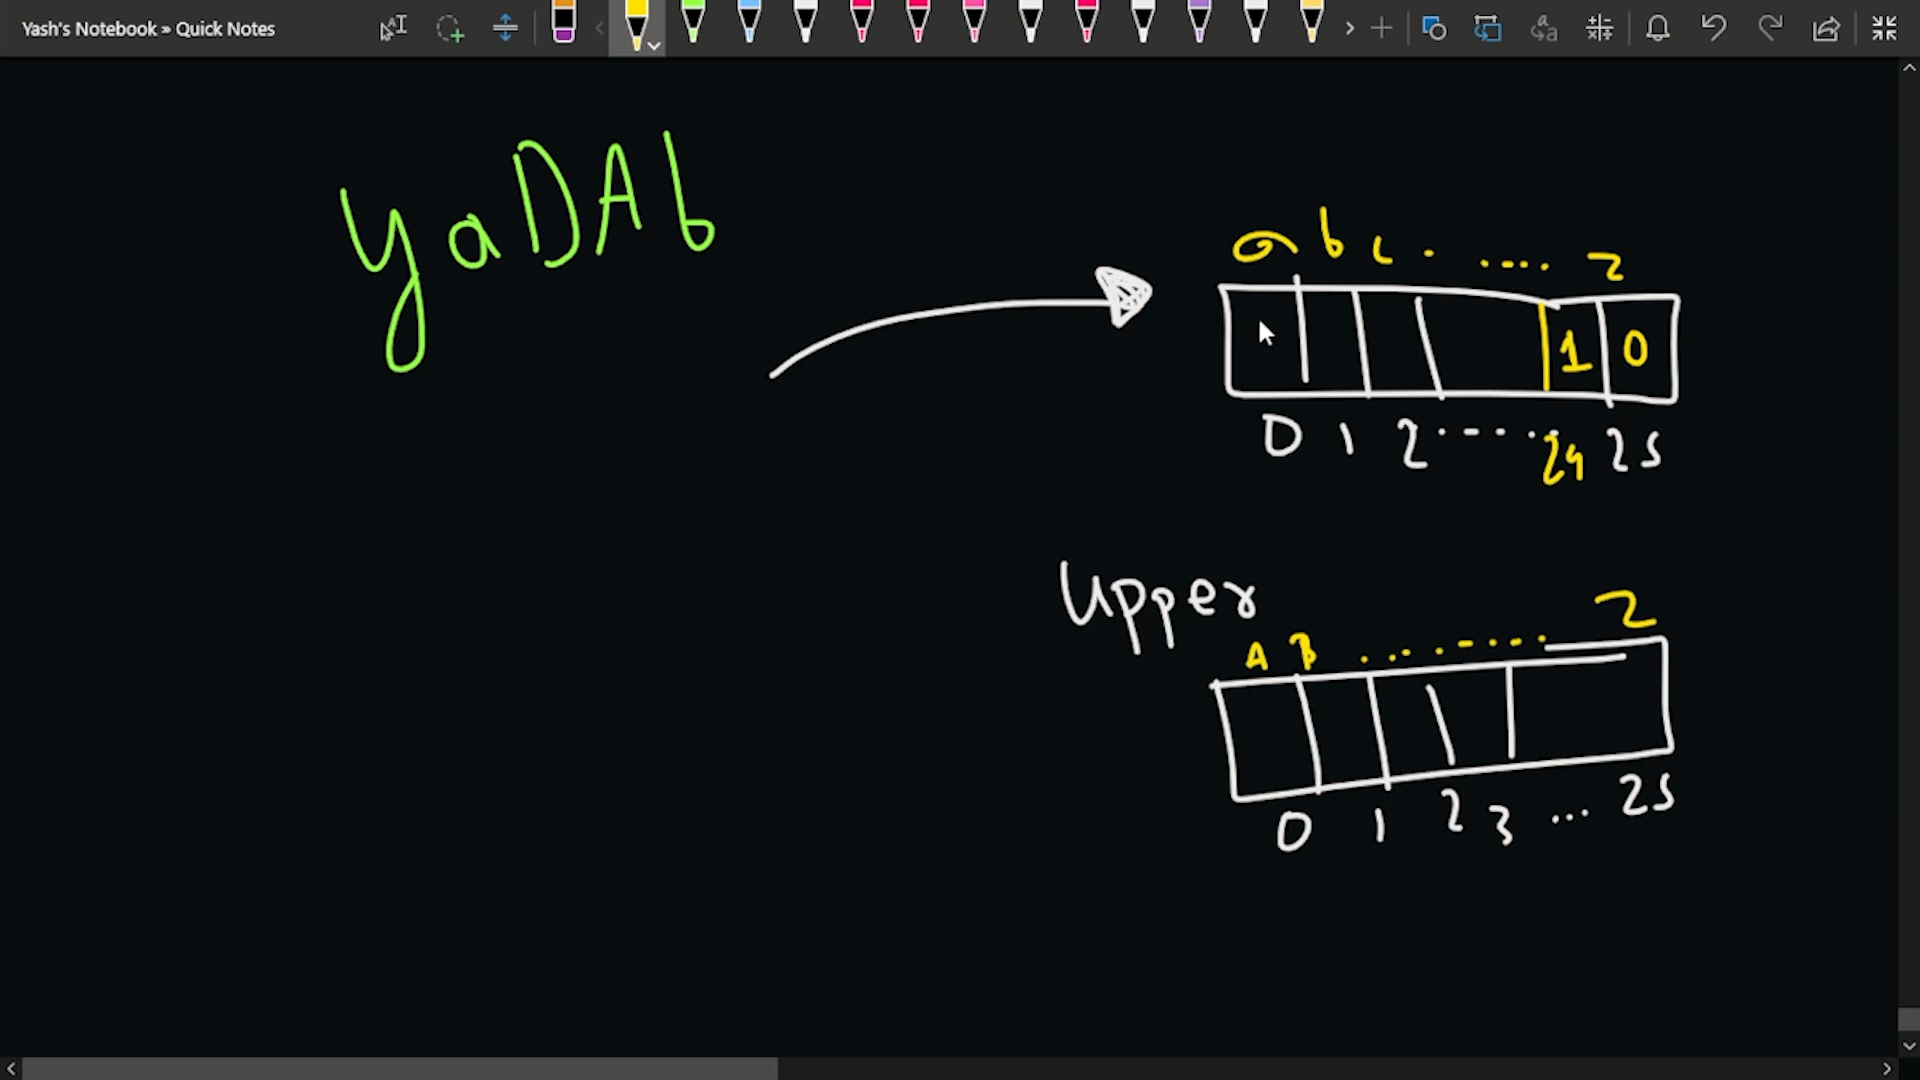 Yash's Notebook » Quick Notes
yaDAb
a b c . .... z
1 0
0 1 2 ..... 24 25
Upper
A B ......... Z
0 1 2 3 ... 25